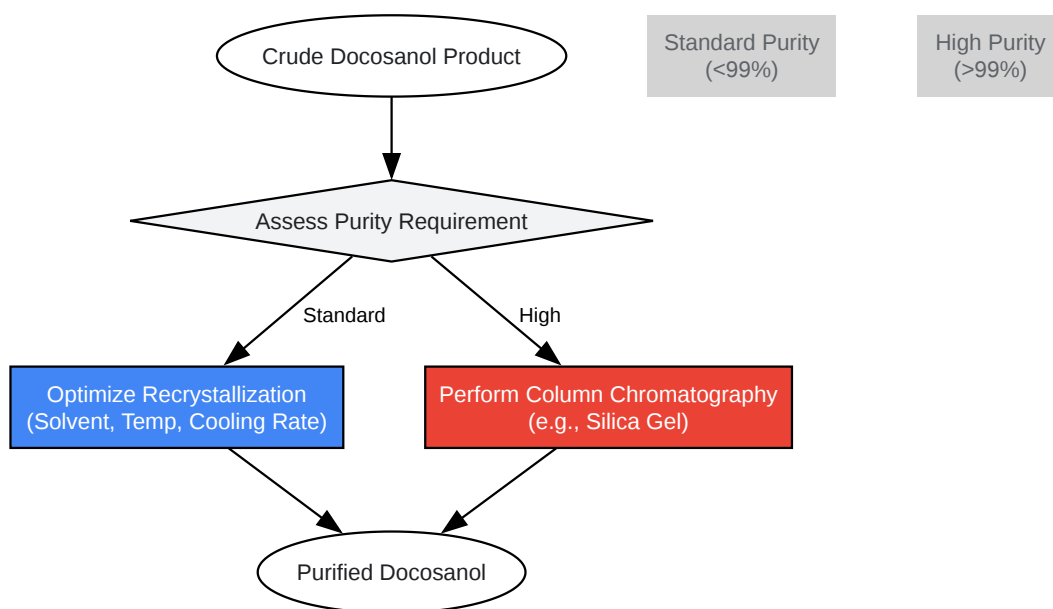 Crude Docosanol Product
Standard Purity
(<99%)
High Purity
(>99%)
Assess Purity Requirement
Standard
High
Optimize Recrystallization
(Solvent, Temp, Cooling Rate)
Perform Column Chromatography
(e.g., Silica Gel)
Purified Docosanol